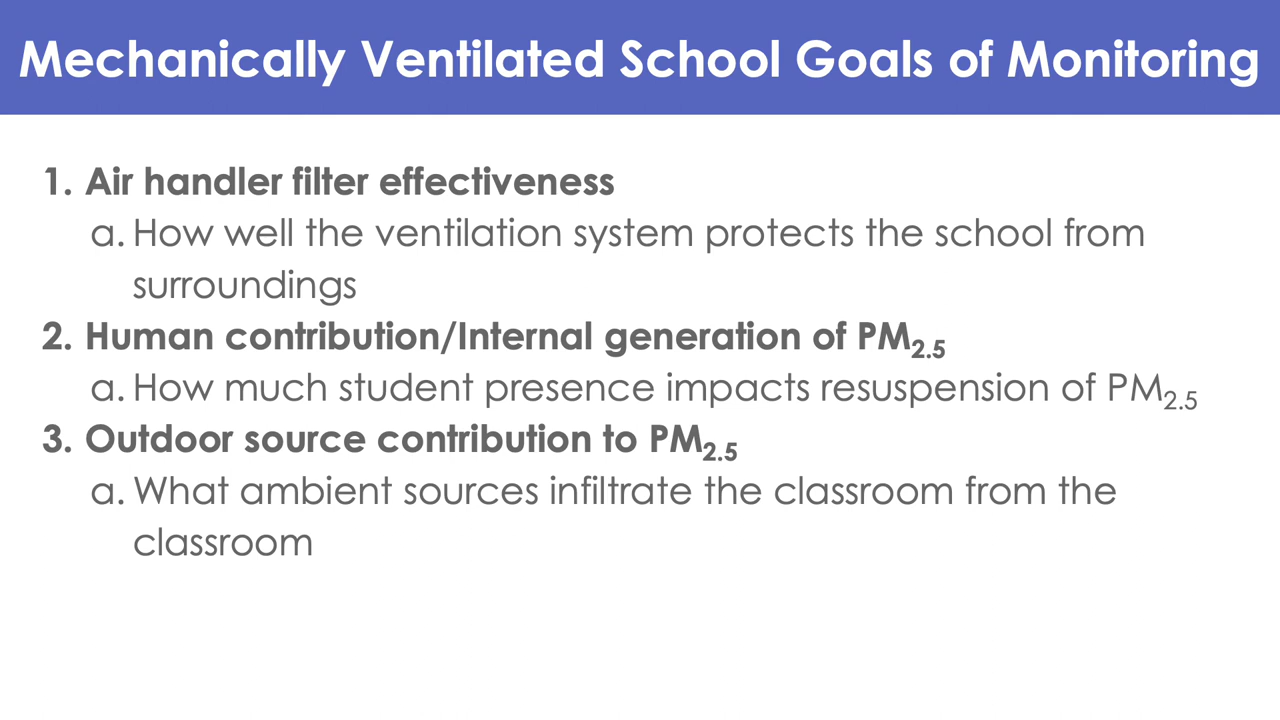 Mechanically Ventilated School Goals of Monitoring
1. Air handler filter effectiveness
a. How well the ventilation system protects the school from
surroundings
2. Human contribution/Internal generation of PM2.5
a. How much student presence impacts resuspension of PM2.5
3. Outdoor source contribution to PM2.5
a. What ambient sources infiltrate the classroom from the
classroom